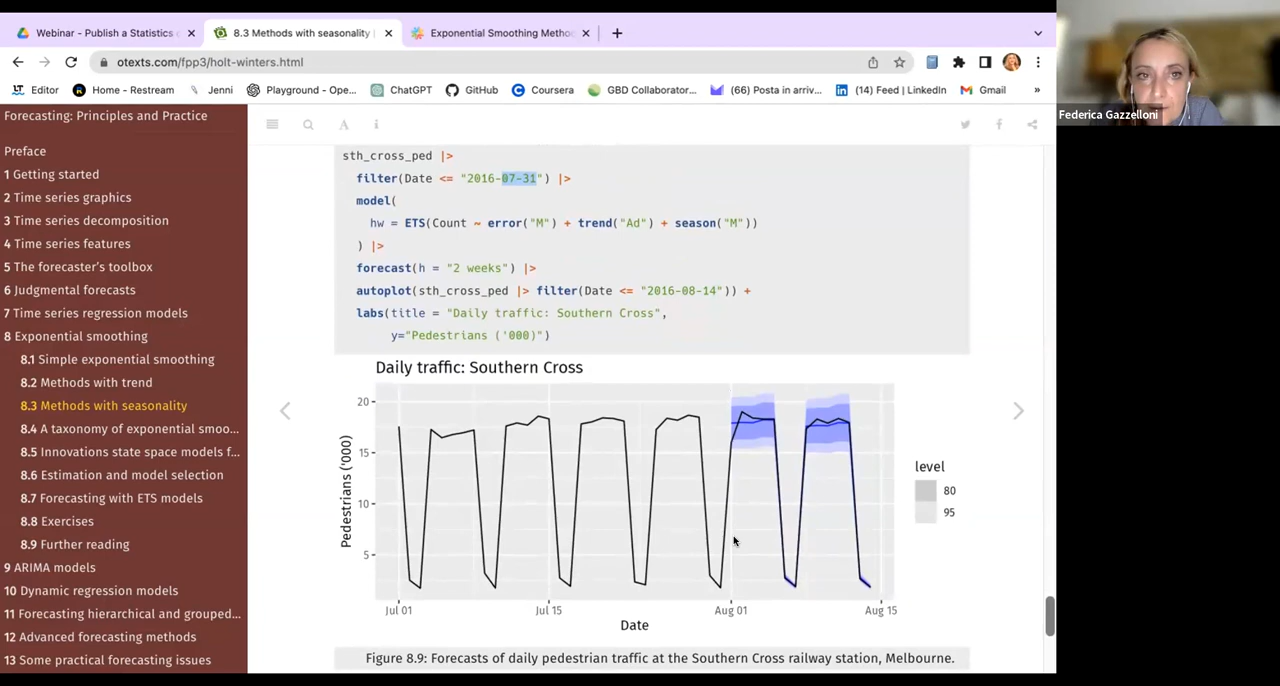 Webinar - Publish a Statistics
8.3 Methods with seasonality |
Exponential Smoothing Metho
otexts.com/fpp3/holt-winters.html
Editor
Home - Restream
Jenni
Playground - Ope...
ChatGPT
GitHub
Coursera
GBD Collaborator...
(66) Posta in arriv...
(14) Feed | LinkedIn
Gmail
»
Federica Gazzelloni
Forecasting: Principles and Practice
Preface
1 Getting started
2 Time series graphics
3 Time series decomposition
4 Time series features
5 The forecaster's toolbox
6 Judgmental forecasts
7 Time series regression models
8 Exponential smoothing
8.1 Simple exponential smoothing
8.2 Methods with trend
8.3 Methods with seasonality
8.4 A taxonomy of exponential smoo...
8.5 Innovations state space models f...
8.6 Estimation and model selection
8.7 Forecasting with ETS models
8.8 Exercises
8.9 Further reading
9 ARIMA models
10 Dynamic regression models
11 Forecasting hierarchical and grouped...
12 Advanced forecasting methods
13 Some practical forecasting issues
sth_cross_ped |>
filter(Date <= "2016-07-31") |>
model(
hw = ETS(Count ~ error("M") + trend("Ad") + season("M"))
) |>
forecast(h = "2 weeks") |>
autoplot(sth_cross_ped |> filter(Date <= "2016-08-14")) +
labs(title = "Daily traffic: Southern Cross",
y="Pedestrians ('000)")
Daily traffic: Southern Cross
Pedestrians ('000)
20
15
10
5
Jul 01
Jul 15
Aug 01
Aug 15
Date
level
80
95
Figure 8.9: Forecasts of daily pedestrian traffic at the Southern Cross railway station, Melbourne.